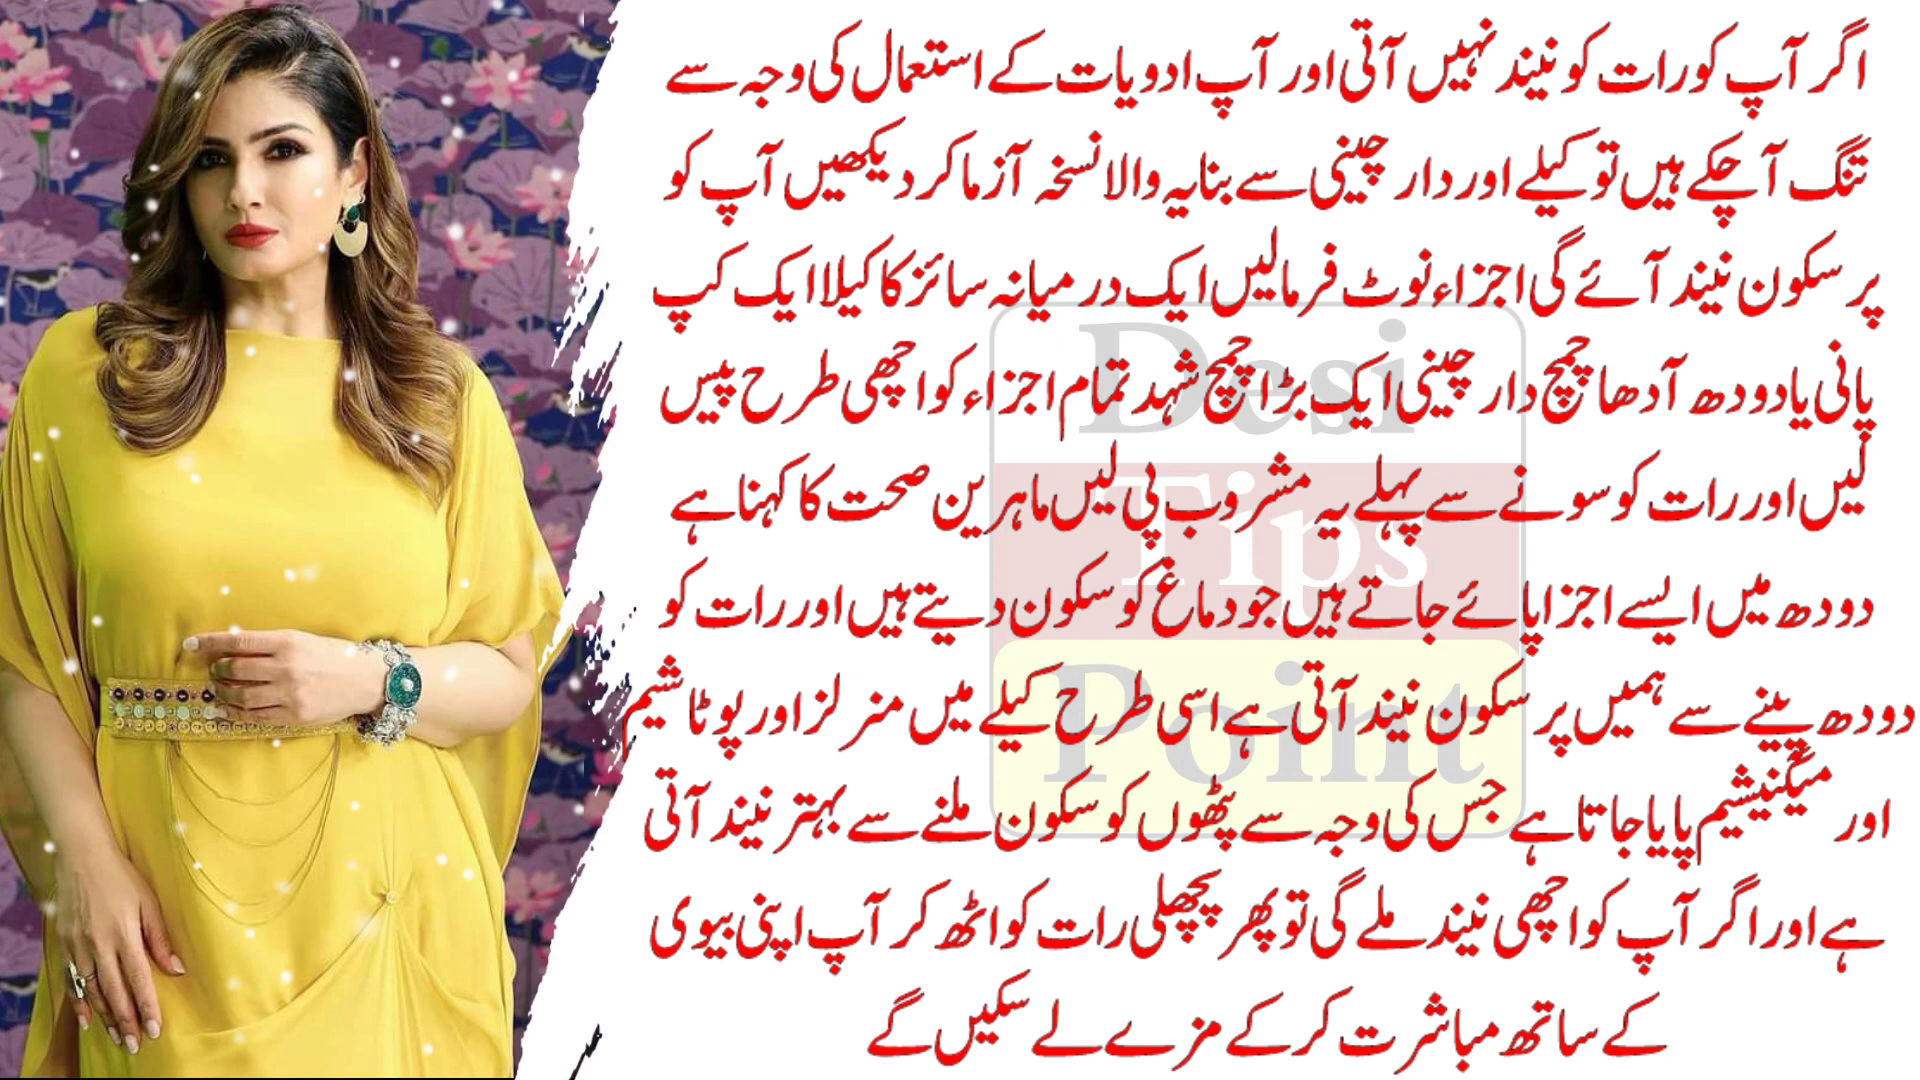 اگر آپ کو رات کو نیند نہیں آتی اور آپ ادویات کے استعمال کی وجہ سے
تنگ آ چکے ہیں تو کیلے اور دار چینی سے بنا یہ والا نسخہ آزما کر دیکھیں آپ کو
پر سکون نیند آئے گی اجزاء نوٹ فرمالیں ایک درمیانہ سائز کا کیلا ایک کپ
پانی یا دودھ آدھا چمچ دار چینی ایک بڑا چمچ شہد تمام اجزاء کو اچھی طرح پیس
لیں اور رات کو سونے سے پہلے یہ مشروب پی لیں ماہرین صحت کا کہنا ہے
دودھ میں ایسے اجزا پائے جاتے ہیں جو دماغ کو سکون دیتے ہیں اور رات کو
دودھ پینے سے ہمیں پر سکون نیند آتی ہے اسی طرح کیلے میں منرلز اور پوٹاشیم
اور میگنیشیم پایا جاتا ہے جس کی وجہ سے پٹھوں کو سکون ملنے سے بہتر نیند آتی
ہے اور اگر آپ کو اچھی نیند ملے گی تو پھر پچھلی رات کو اٹھ کر آپ اپنی بیوی
کے ساتھ مباشرت کر کے مزے لے سکیں گے
Desi
Tips
Point